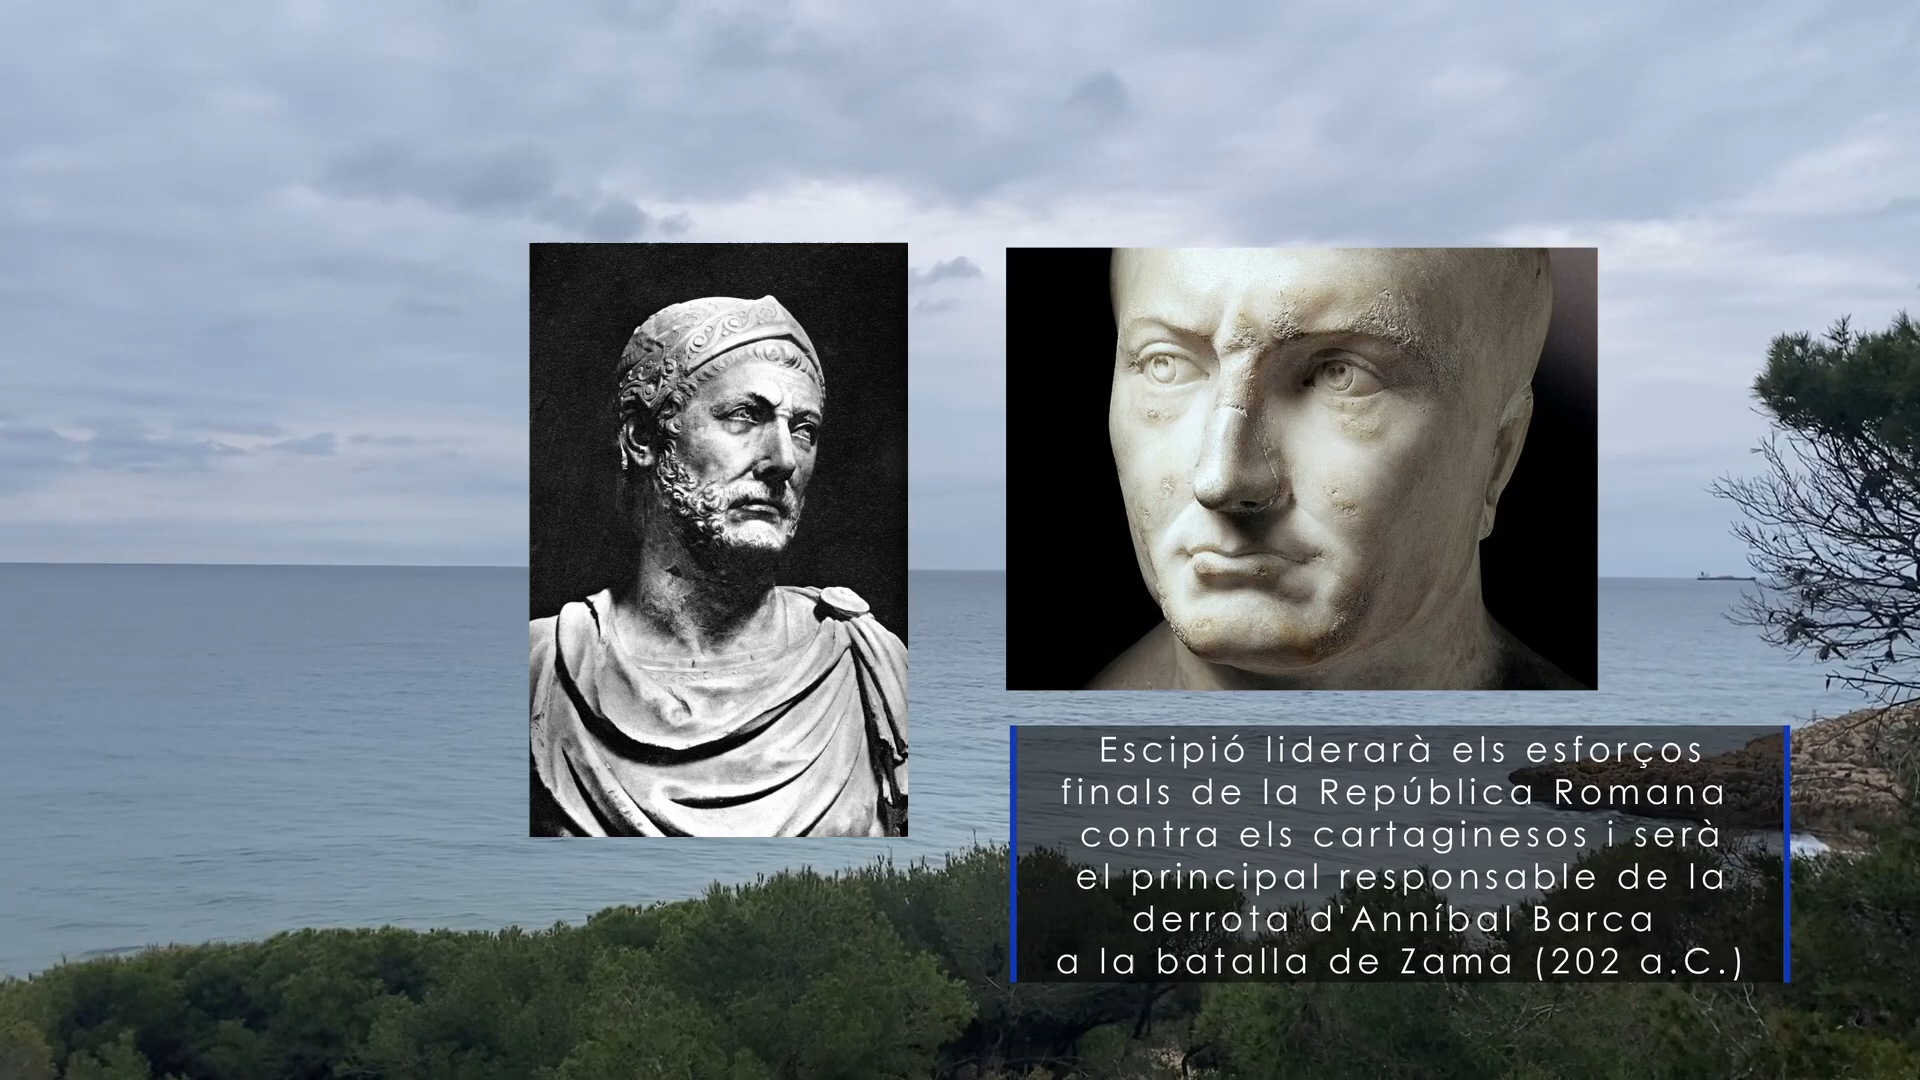 Escipió liderarà els esforços
finals de la República Romana
contra els cartaginesos i serà
el principal responsable de la
derrota d'Anníbal Barca
a la batalla de Zama (202 a.C.)